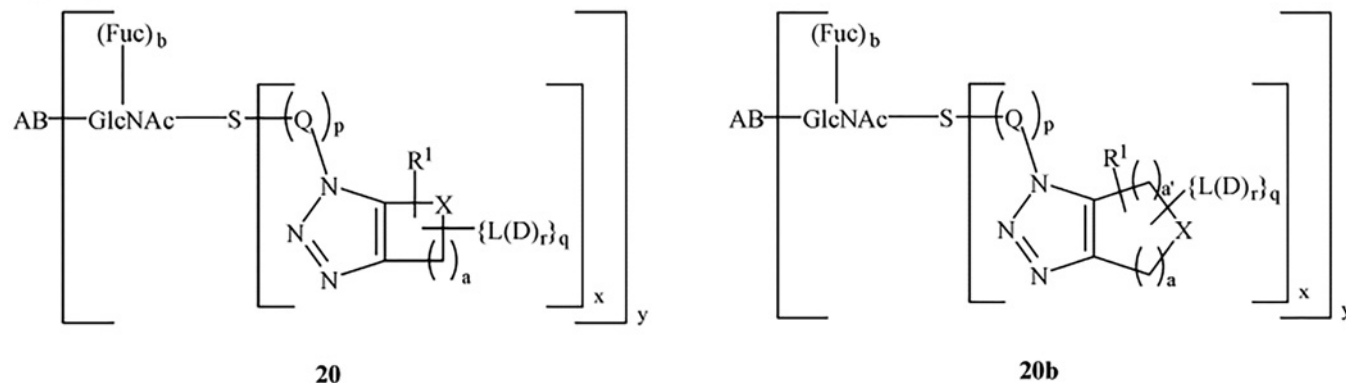 (Fuc)b
AB GlcNAc S (Q)p
R1
N X
N {L(D)r}q
N ( )a
x
y
20
(Fuc)b
AB GlcNAc S (Q)p
R1 ( )a'
N {L(D)r}q
N X
N ( )a
x
y
20b